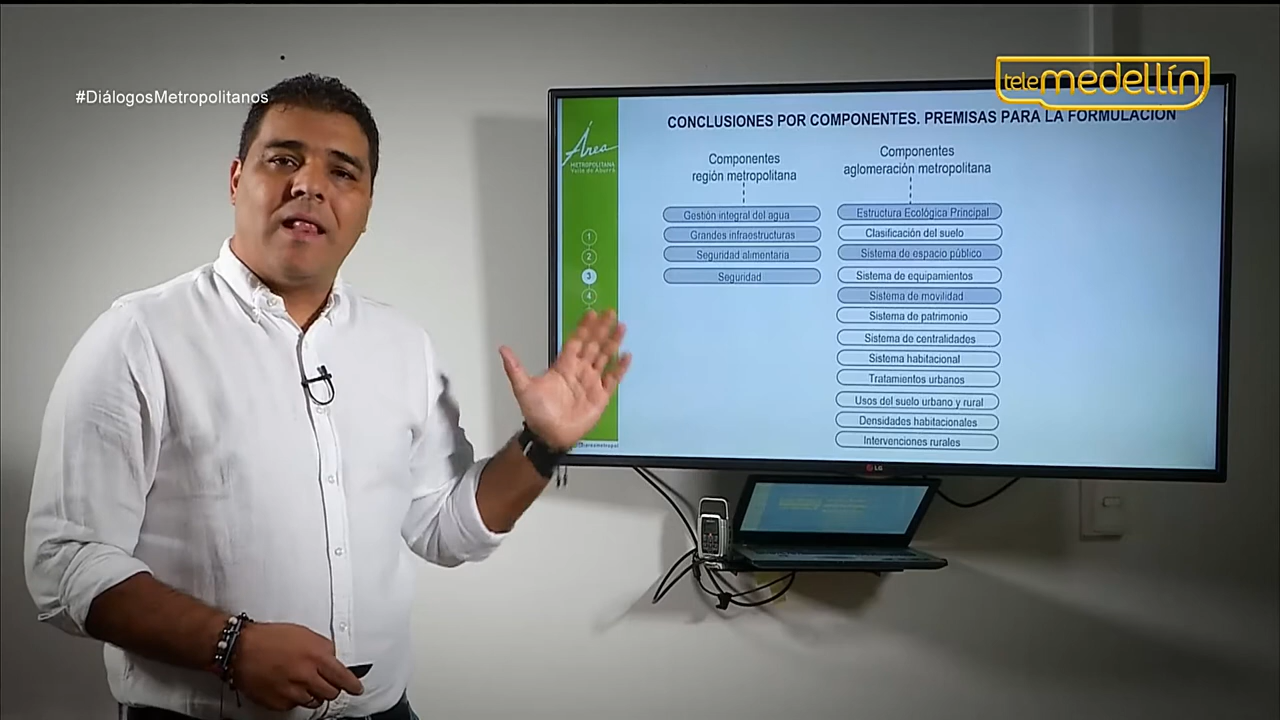 #DiálogosMetropolitanos
telemedellín
CONCLUSIONES POR COMPONENTES. PREMISAS PARA LA FORMULACIÓN
Área
METROPOLITANA
Valle de Aburrá
1
2
3
4
Componentes
región metropolitana
Gestión integral del agua
Grandes infraestructuras
Seguridad alimentaria
Seguridad
Componentes
aglomeración metropolitana
Estructura Ecológica Principal
Clasificación del suelo
Sistema de espacio público
Sistema de equipamientos
Sistema de movilidad
Sistema de patrimonio
Sistema de centralidades
Sistema habitacional
Tratamientos urbanos
Usos del suelo urbano y rural
Densidades habitacionales
Intervenciones rurales
LG